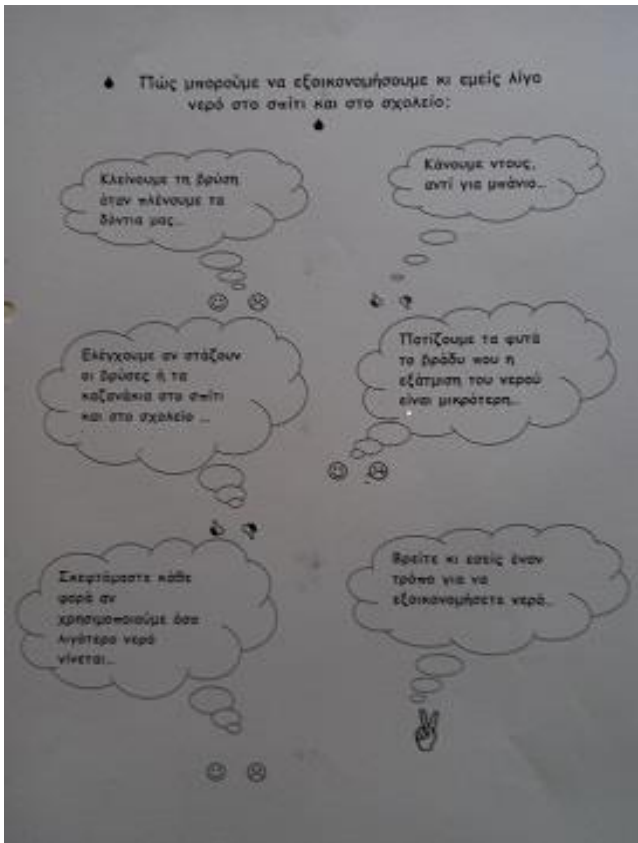 Πώς μπορούμε να εξοικονομήσουμε κι εμείς λίγο
νερό στο σπίτι και στο σχολείο;
Κλείνουμε τη βρύση
όταν πλένουμε τα
δόντια μας...
Κάνουμε ντους,
αντί για μπάνιο...
Ελέγχουμε αν στάζουν
οι βρύσες ή τα
καζανάκια στο σπίτι
και στο σχολείο ...
Ποτίζουμε τα φυτά
το βράδυ που η
εξάτμιση του νερού
είναι μικρότερη...
Σκεφτόμαστε κάθε
φορά αν
χρησιμοποιούμε όσο
λιγότερο νερό
γίνεται...
Βρείτε κι εσείς έναν
τρόπο για να
εξοικονομήσετε νερό...